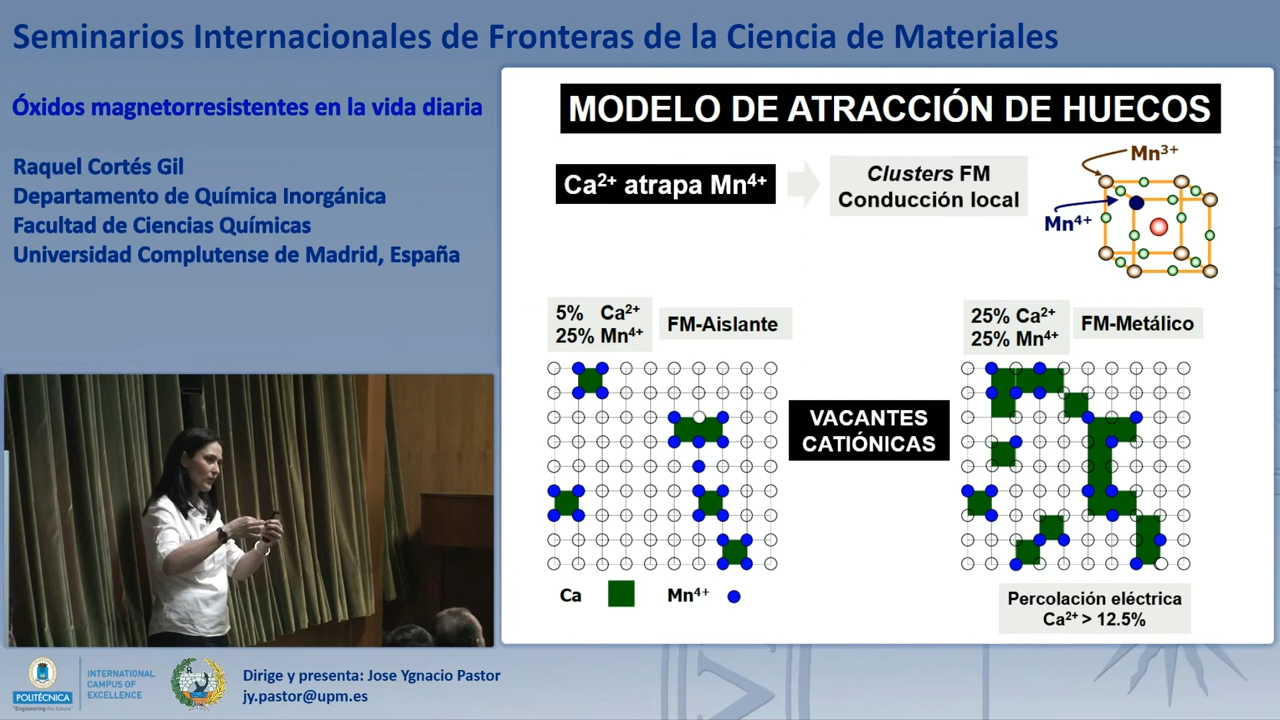 Seminarios Internacionales de Fronteras de la Ciencia de Materiales
Óxidos magnetorresistentes en la vida diaria
Raquel Cortés Gil
Departamento de Química Inorgánica
Facultad de Ciencias Químicas
Universidad Complutense de Madrid, España
MODELO DE ATRACCIÓN DE HUECOS
Ca²⁺ atrapa Mn⁴⁺
Clusters FM
Conducción local
Mn³⁺
Mn⁴⁺
5% Ca²⁺
25% Mn⁴⁺
FM-Aislante
25% Ca²⁺
25% Mn⁴⁺
FM-Metálico
VACANTES
CATIÓNICAS
Ca
Mn⁴⁺
Percolación eléctrica
Ca²⁺ > 12.5%
POLITÉCNICA
"Engineering the future"
INTERNATIONAL
CAMPUS OF
EXCELLENCE
Dirige y presenta: Jose Ygnacio Pastor
jy.pastor@upm.es